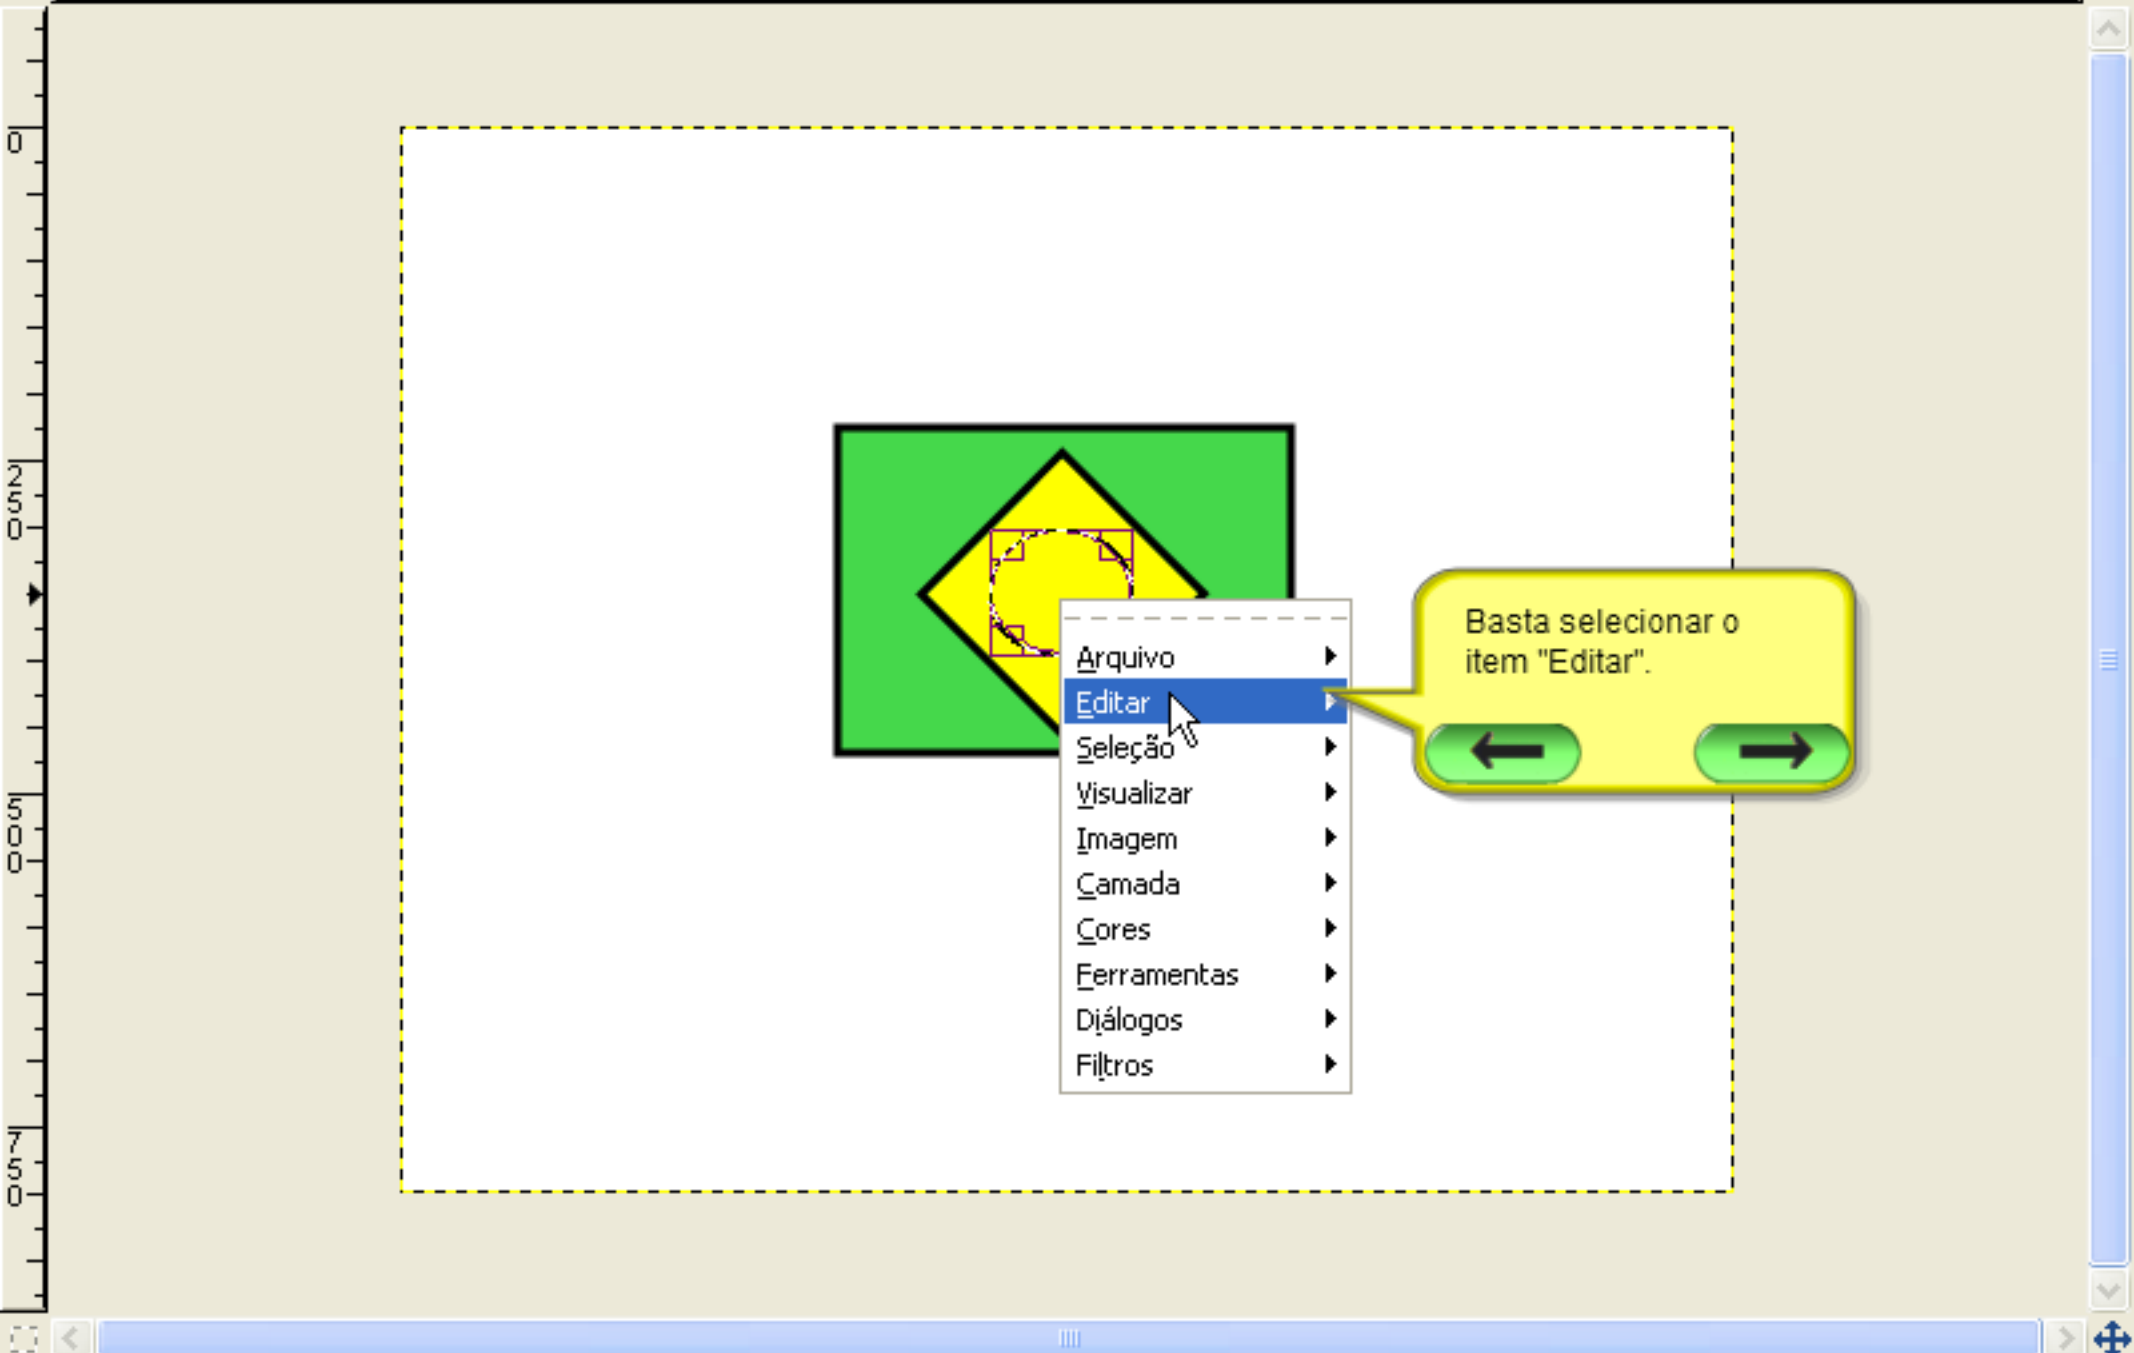 0
250
500
750
Arquivo
Editar
Seleção
Visualizar
Imagem
Camada
Cores
Ferramentas
Diálogos
Filtros
Basta selecionar o
item "Editar".